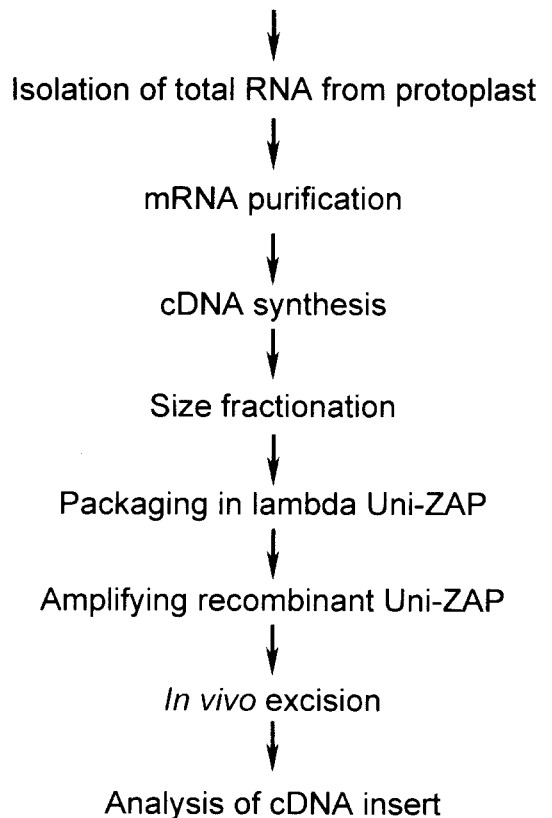 Isolation of total RNA from protoplast
mRNA purification
cDNA synthesis
Size fractionation
Packaging in lambda Uni-ZAP
Amplifying recombinant Uni-ZAP
In vivo excision
Analysis of cDNA insert